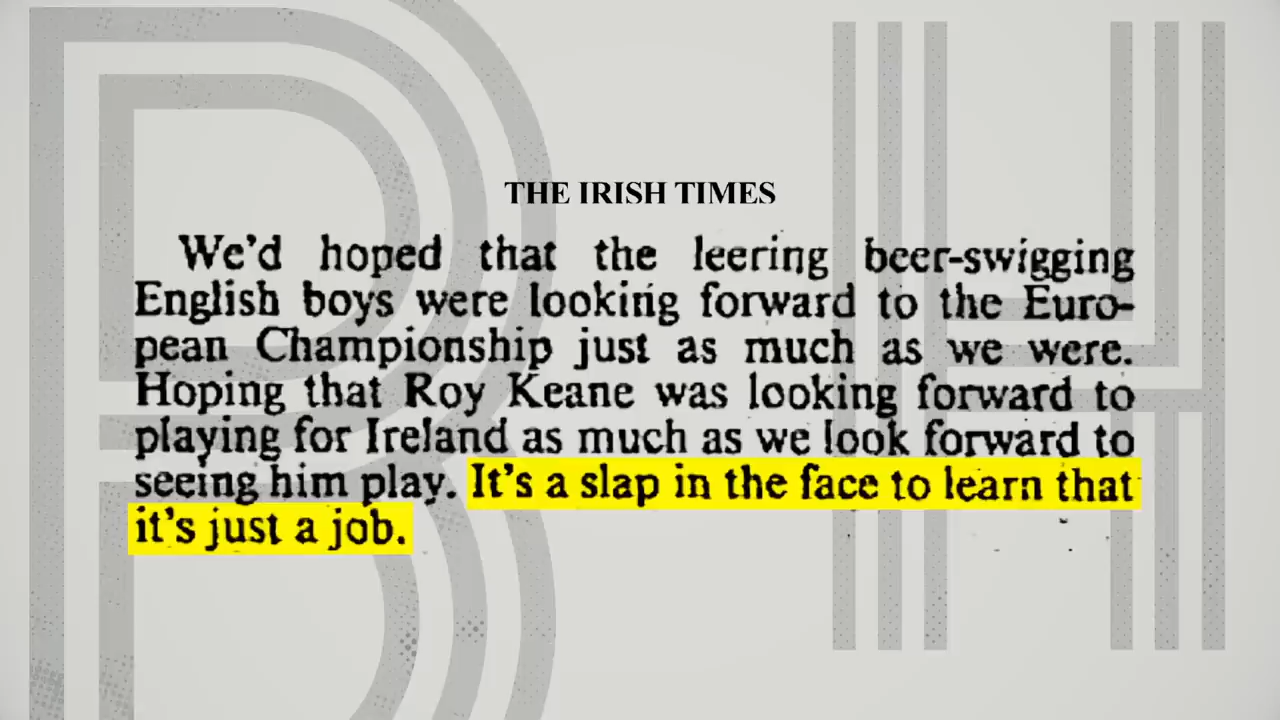 THE IRISH TIMES
We'd hoped that the leering beer-swigging
English boys were looking forward to the Euro-
pean Championship just as much as we were.
Hoping that Roy Keane was looking forward to
playing for Ireland as much as we look forward to
seeing him play. It's a slap in the face to learn that
it's just a job.